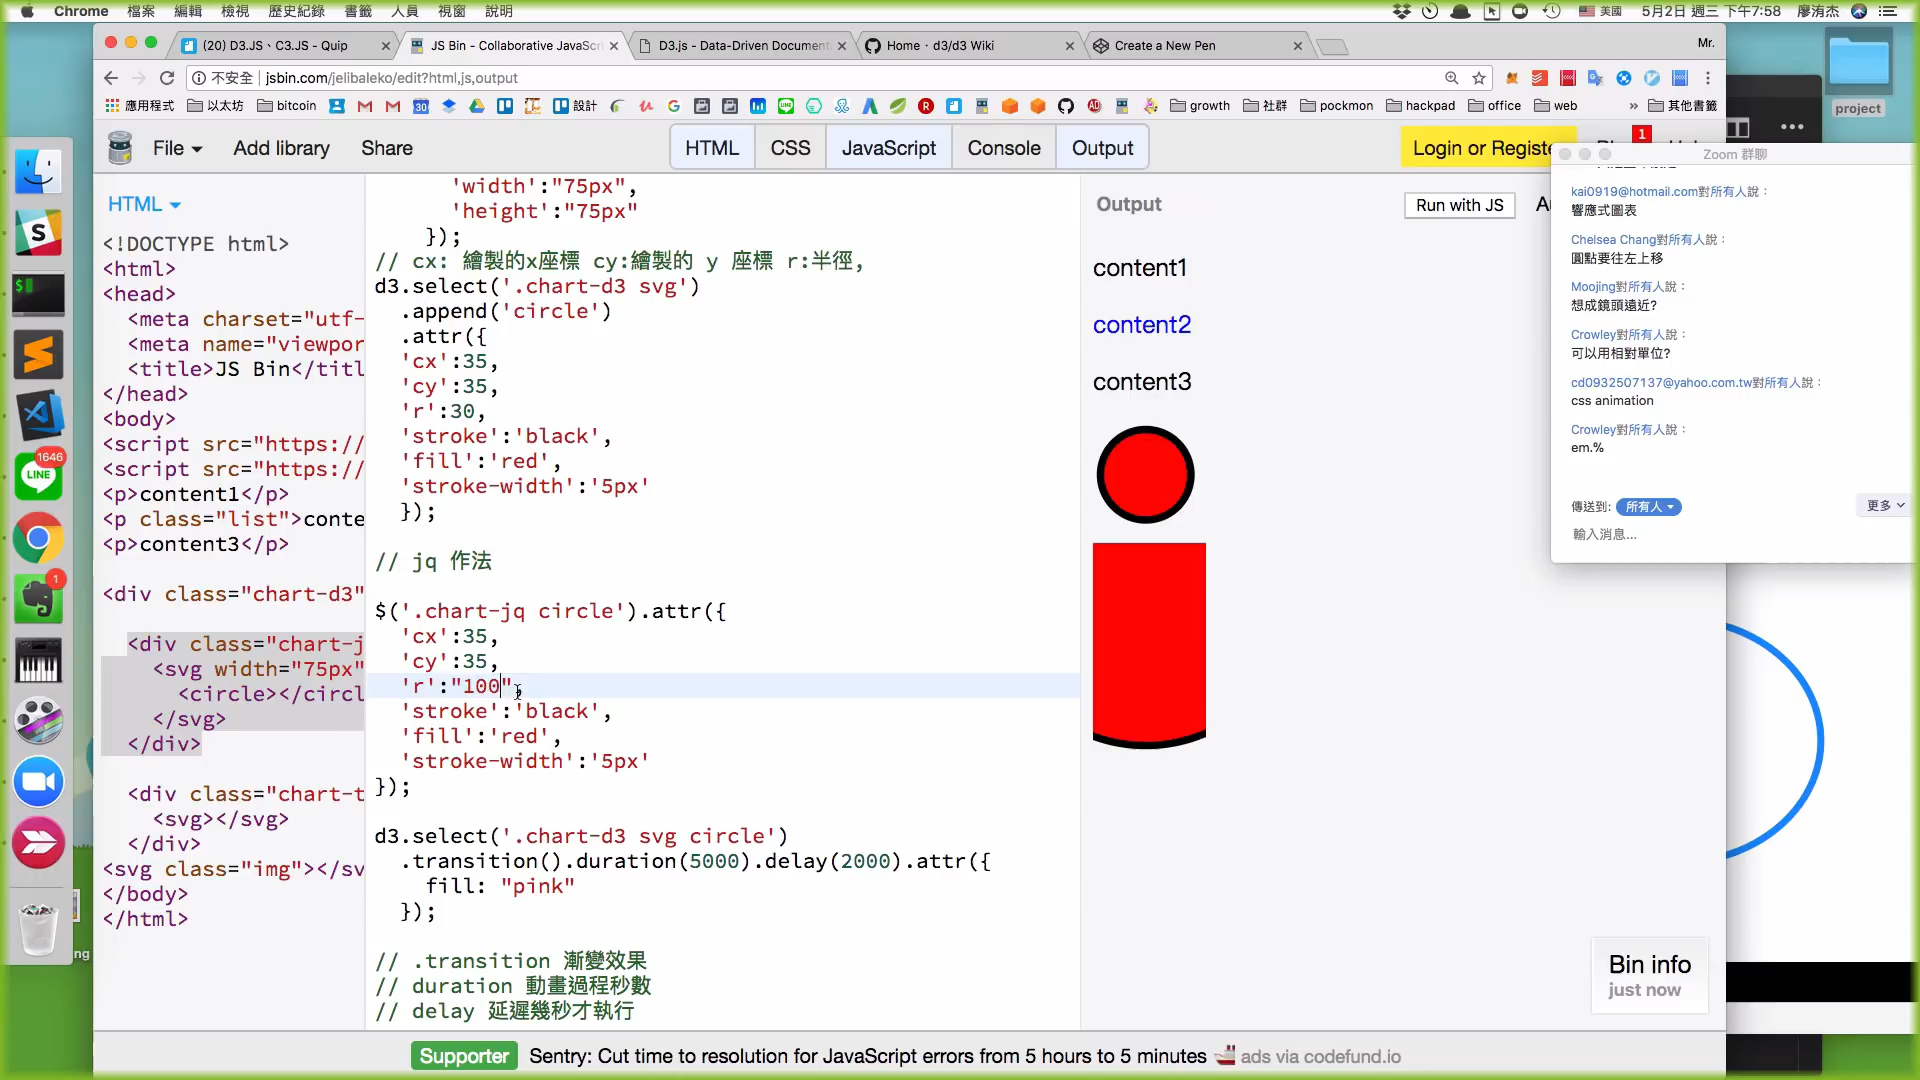 Chrome 檔案 編輯 檢視 歷史紀錄 書籤 人員 視窗 說明
美國 5月2日 週三 下午7:58 廖洧杰
(20) D3.JS、C3.JS - Quip
JS Bin - Collaborative JavaScri
D3.js - Data-Driven Document
Home · d3/d3 Wiki
Create a New Pen
Mr.
不安全 jsbin.com/jelibaleko/edit?html,js,output
應用程式 以太坊 bitcoin 設計 growth 社群 pockmon hackpad office web » 其他書籤
project
File Add library Share
HTML CSS JavaScript Console Output
Login or Registe
1
HTML
<!DOCTYPE html>
<html>
<head>
<meta charset="utf-
<meta name="viewpor
<title>JS Bin</titl
</head>
<body>
<script src="https://
<script src="https://
<p>content1</p>
<p class="list">conte
<p>content3</p>
<div class="chart-d3"
<div class="chart-j
<svg width="75px"
<circle></circl
</svg>
</div>
<div class="chart-t
<svg></svg>
</div>
<svg class="img"></sv
</body>
</html>
'width':"75px",
'height':"75px"
});
// cx: 繪製的x座標 cy:繪製的 y 座標 r:半徑,
d3.select('.chart-d3 svg')
.append('circle')
.attr({
'cx':35,
'cy':35,
'r':30,
'stroke':'black',
'fill':'red',
'stroke-width':'5px'
});
// jq 作法
$('.chart-jq circle').attr({
'cx':35,
'cy':35,
'r':"100",
'stroke':'black',
'fill':'red',
'stroke-width':'5px'
});
d3.select('.chart-d3 svg circle')
.transition().duration(5000).delay(2000).attr({
fill: "pink"
});
// .transition 漸變效果
// duration 動畫過程秒數
// delay 延遲幾秒才執行
Output
Run with JS
content1
content2
content3
Zoom 群聊
kai0919@hotmail.com對所有人說：
響應式圖表
Chelsea Chang對所有人說：
圓點要往左上移
Moojing對所有人說：
想成鏡頭遠近?
Crowley對所有人說：
可以用相對單位?
cd0932507137@yahoo.com.tw對所有人說：
css animation
Crowley對所有人說：
em.%
傳送到: 所有人 更多
輸入消息...
Bin info
just now
Supporter Sentry: Cut time to resolution for JavaScript errors from 5 hours to 5 minutes ads via codefund.io
1646
LINE
1
ng